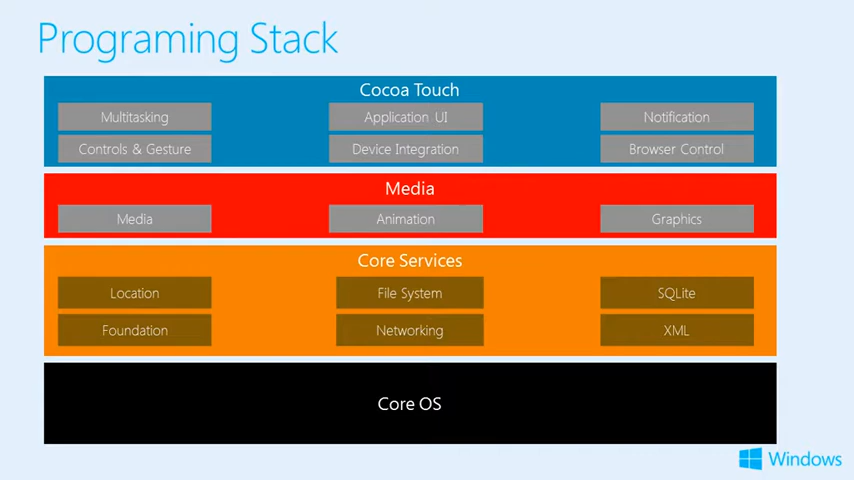 Programing Stack
Cocoa Touch
Multitasking
Application UI
Notification
Controls & Gesture
Device Integration
Browser Control
Media
Media
Animation
Graphics
Core Services
Location
File System
SQLite
Foundation
Networking
XML
Core OS
Windows